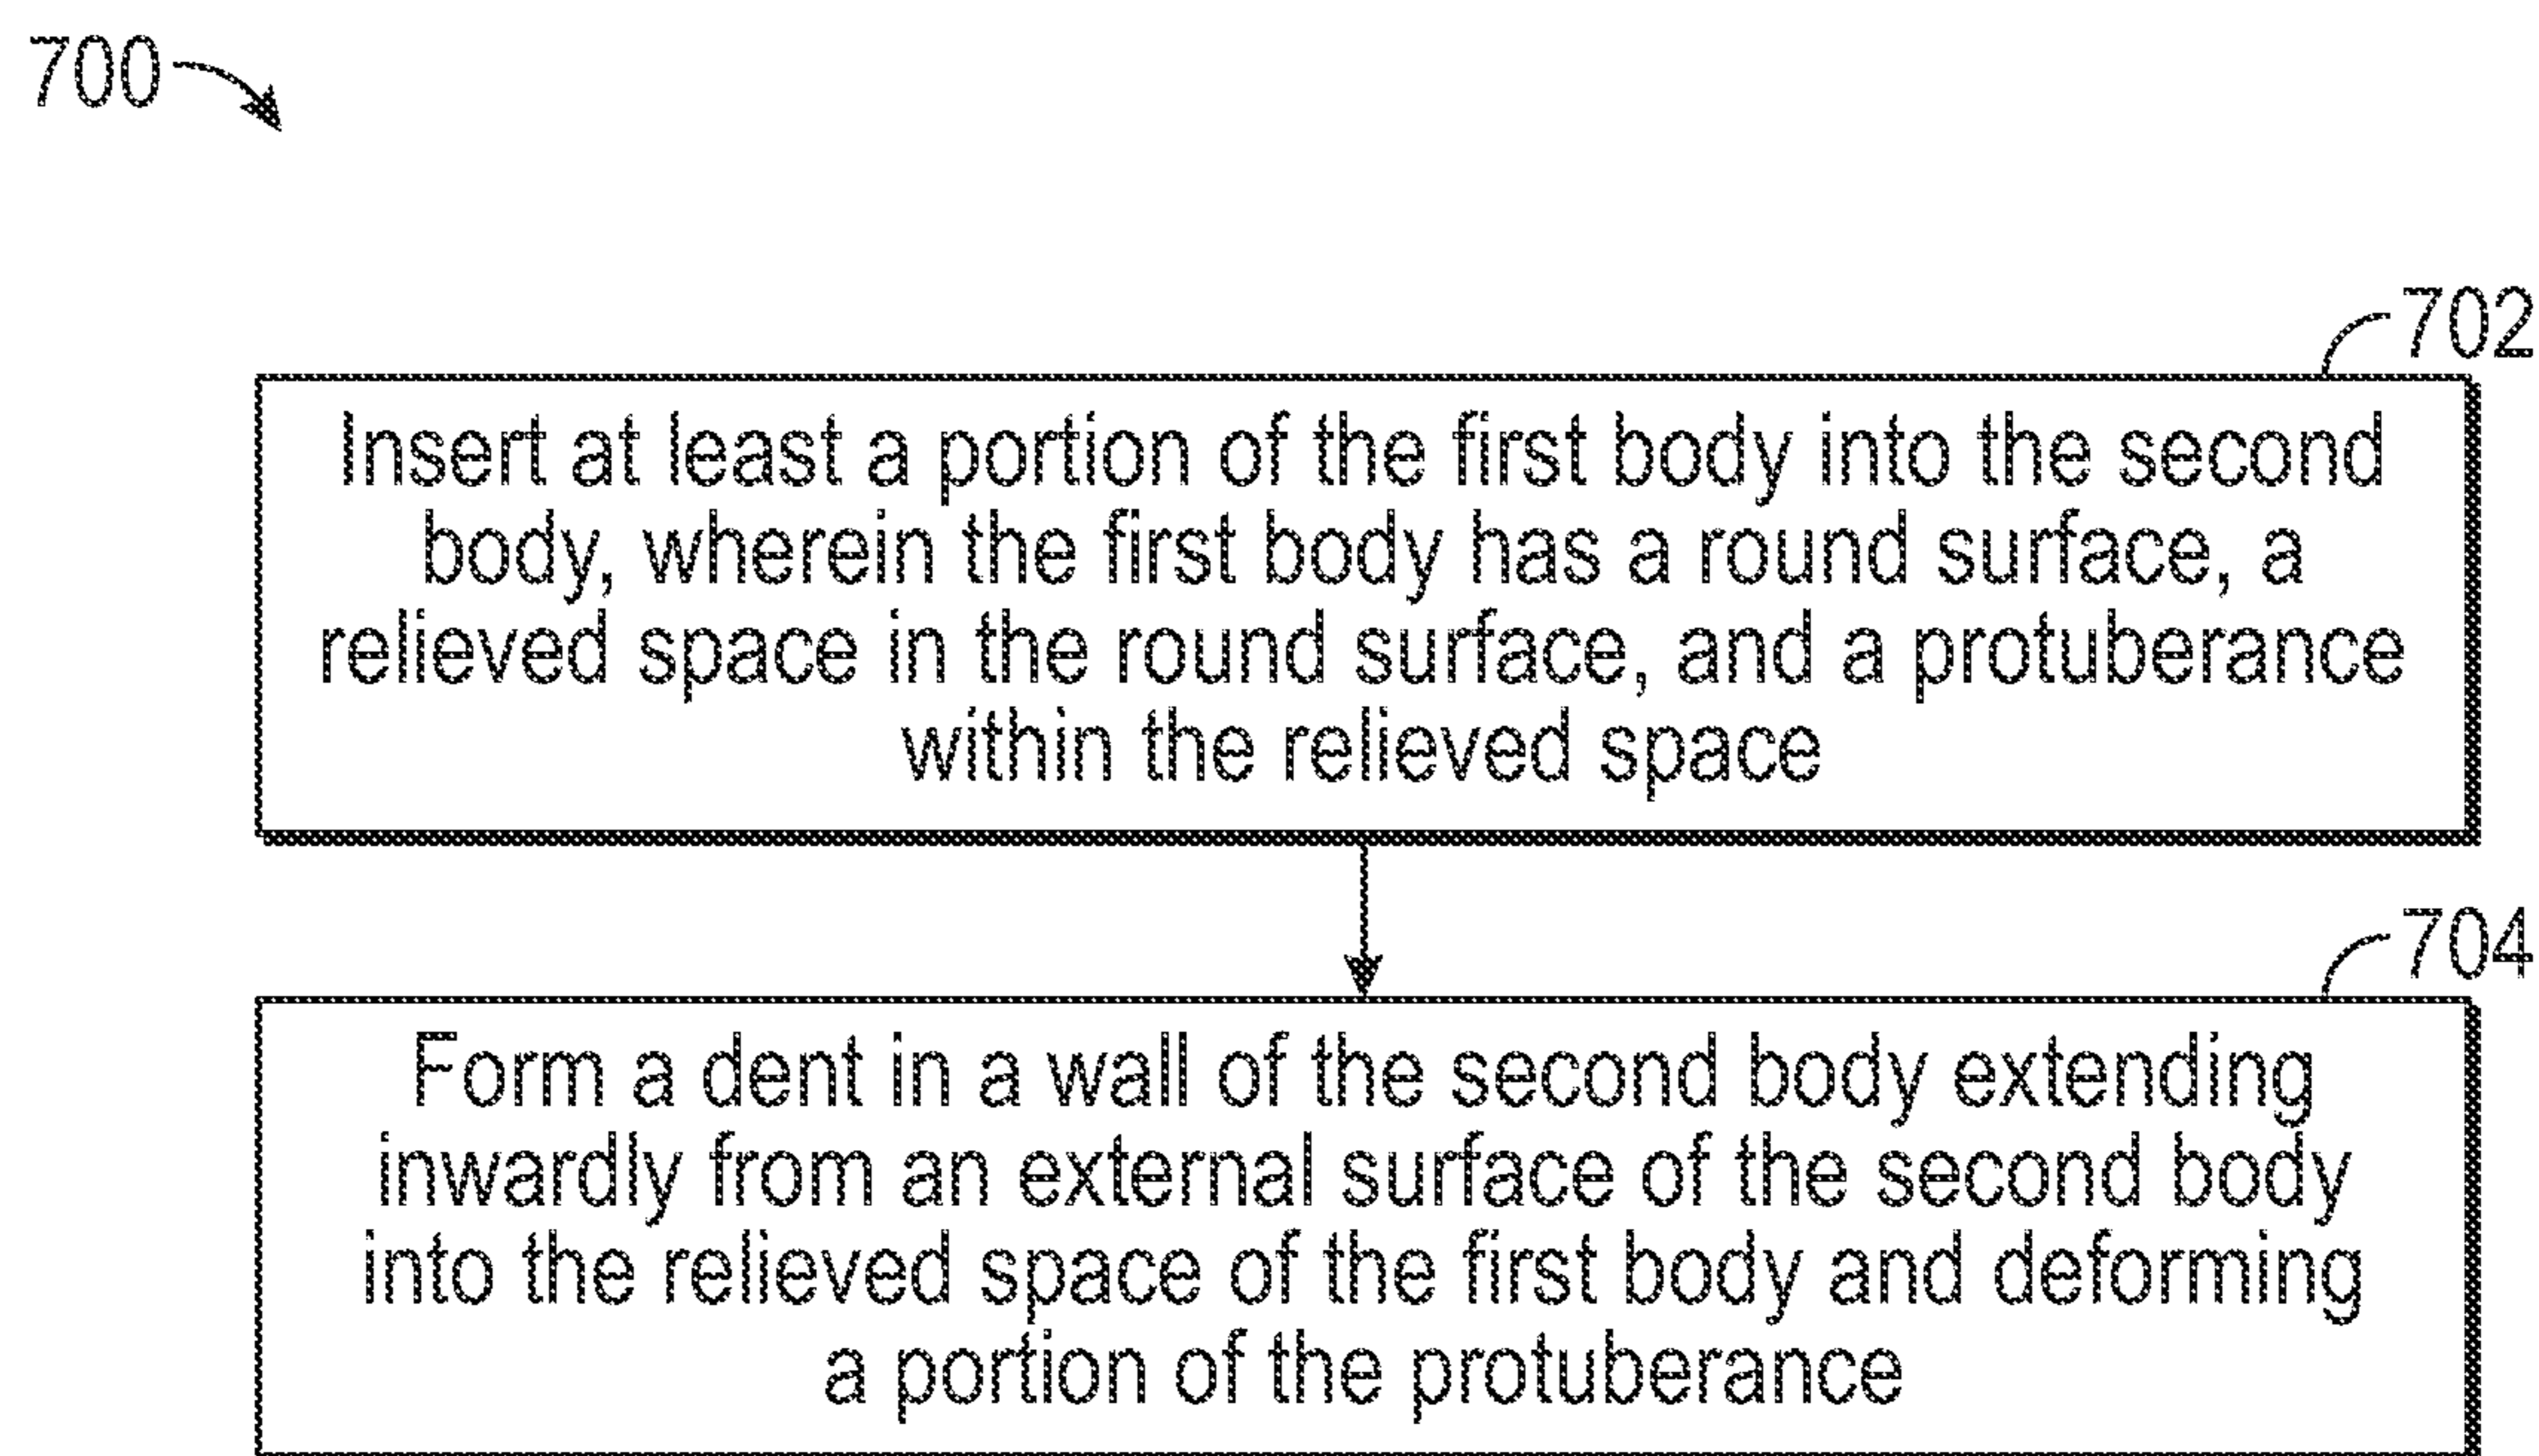 700
702
Insert at least a portion of the first body into the second
body, wherein the first body has a round surface, a
relieved space in the round surface, and a protuberance
within the relieved space
704
Form a dent in a wall of the second body extending
inwardly from an external surface of the second body
into the relieved space of the first body and deforming
a portion of the protuberance